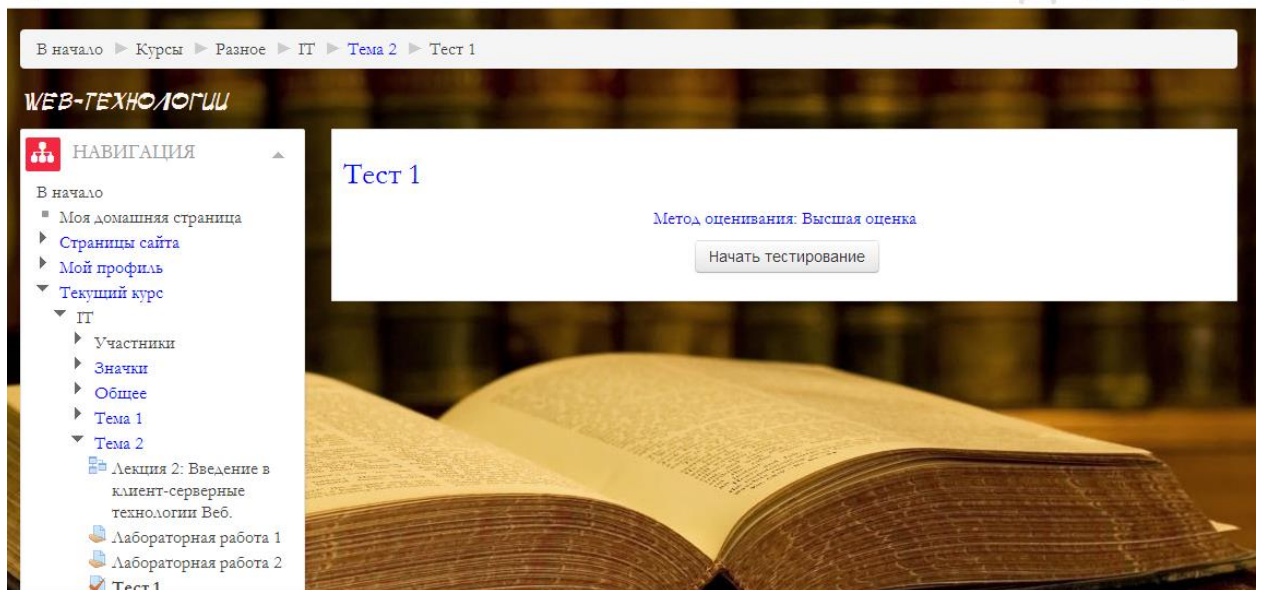 В начало ▶ Курсы ▶ Разное ▶ IT ▶ Тема 2 ▶ Тест 1
WEB-ТЕХНОЛОГИИ
НАВИГАЦИЯ
В начало
Моя домашняя страница
Страницы сайта
Мой профиль
Текущий курс
IT
Участники
Значки
Общее
Тема 1
Тема 2
Лекция 2: Введение в
клиент-серверные
технологии Веб.
Лабораторная работа 1
Лабораторная работа 2
Тест 1
Тест 1
Метод оценивания: Высшая оценка
Начать тестирование